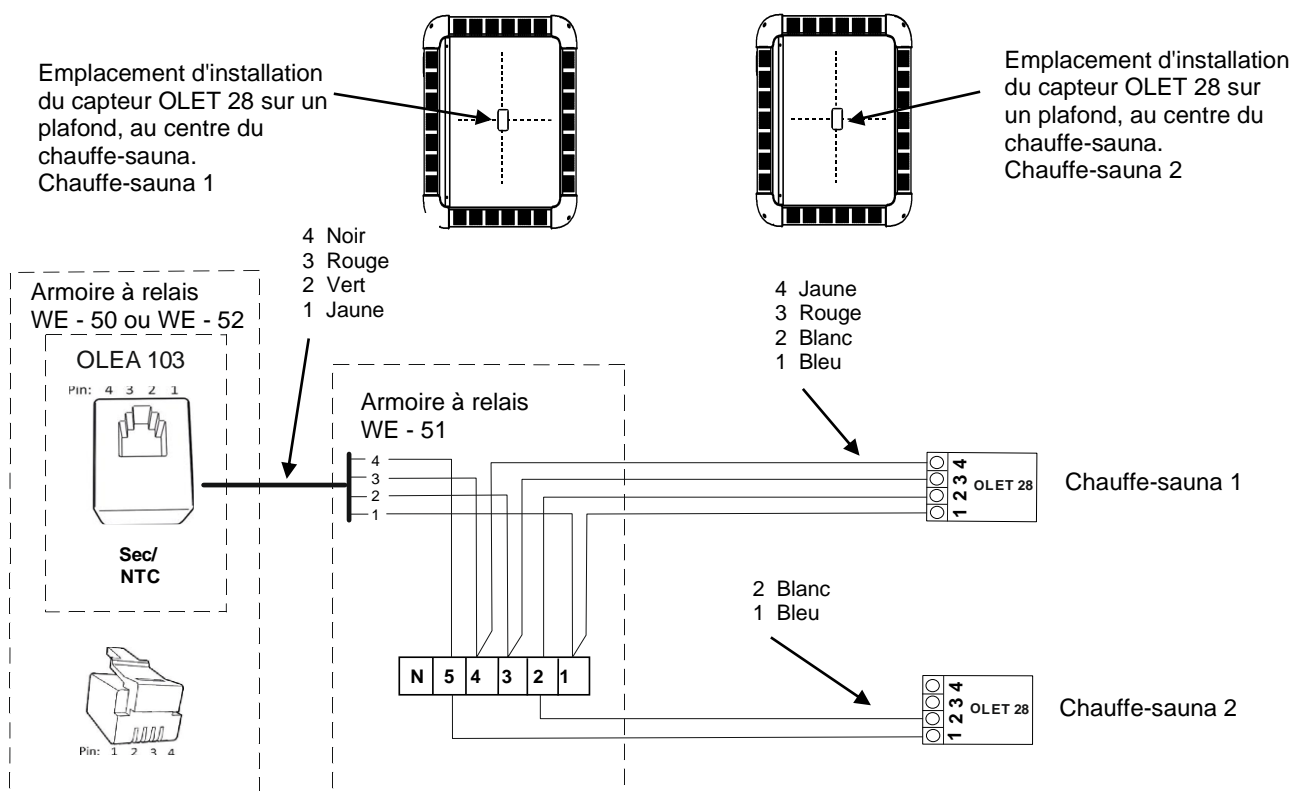 Emplacement d'installation
du capteur OLET 28 sur un
plafond, au centre du
chauffe-sauna.
Chauffe-sauna 1
Emplacement d'installation
du capteur OLET 28 sur
un plafond, au centre du
chauffe-sauna.
Chauffe-sauna 2
4 Noir
3 Rouge
2 Vert
1 Jaune
4 Jaune
3 Rouge
2 Blanc
1 Bleu
Armoire à relais
WE - 50 ou WE - 52
OLEA 103
Pin: 4 3 2 1
Sec/
NTC
Pin: 1 2 3 4
Armoire à relais
WE - 51
4
3
2
1
N 5 4 3 2 1
1 2 3 4
OLET 28
Chauffe-sauna 1
2 Blanc
1 Bleu
1 2 3 4
OLET 28
Chauffe-sauna 2